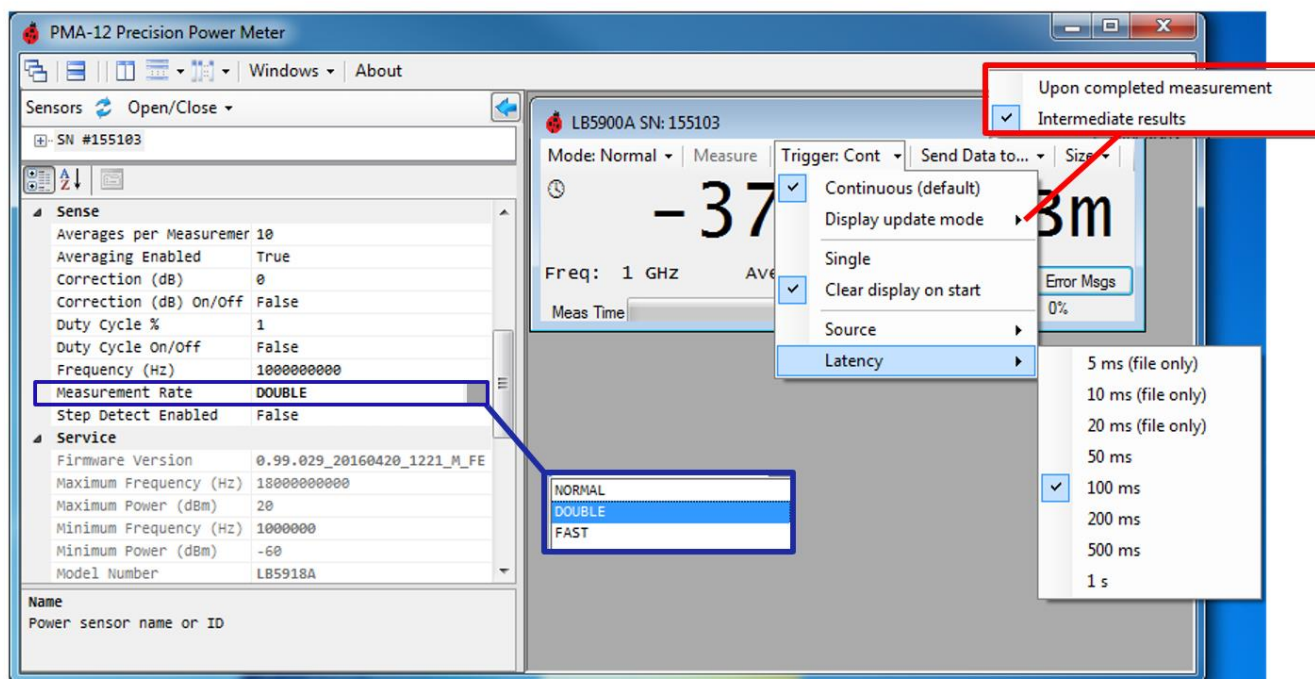 PMA-12 Precision Power Meter
Windows
About
Sensors
Open/Close
SN #155103
Sense
Averages per Measuremer 10
Averaging Enabled True
Correction (dB) 0
Correction (dB) On/Off False
Duty Cycle % 1
Duty Cycle On/Off False
Frequency (Hz) 1000000000
Measurement Rate DOUBLE
Step Detect Enabled False
Service
Firmware Version 0.99.029_20160420_1221_M_FE
Maximum Frequency (Hz) 18000000000
Maximum Power (dBm) 20
Minimum Frequency (Hz) 1000000
Minimum Power (dBm) -60
Model Number LB5918A
Name
Power sensor name or ID
LB5900A SN: 155103
Mode: Normal
Measure
Trigger: Cont
Send Data to...
Size
-37
m
Freq: 1 GHz
Error Msgs
Meas Time
0%
Continuous (default)
Display update mode
Single
Clear display on start
Source
Latency
Upon completed measurement
Intermediate results
5 ms (file only)
10 ms (file only)
20 ms (file only)
50 ms
100 ms
200 ms
500 ms
1 s
NORMAL
DOUBLE
FAST